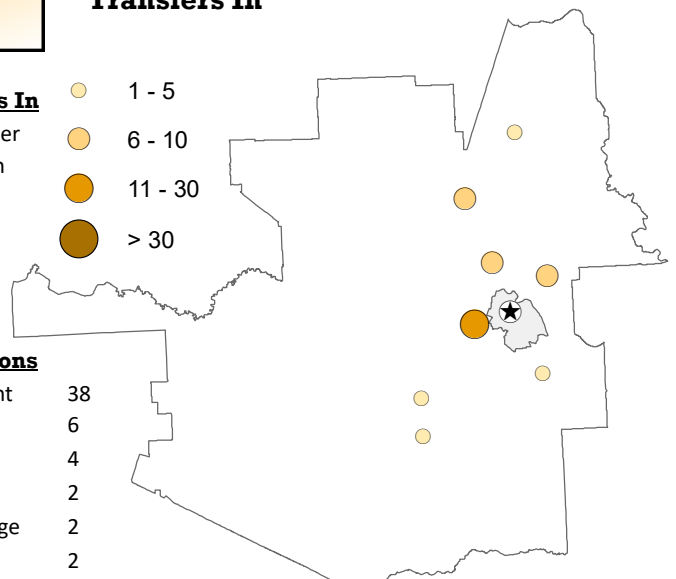 Transfers In
s In
er
1 - 5
6 - 10
11 - 30
> 30
ons
nt 38
6
4
2
ge 2
2